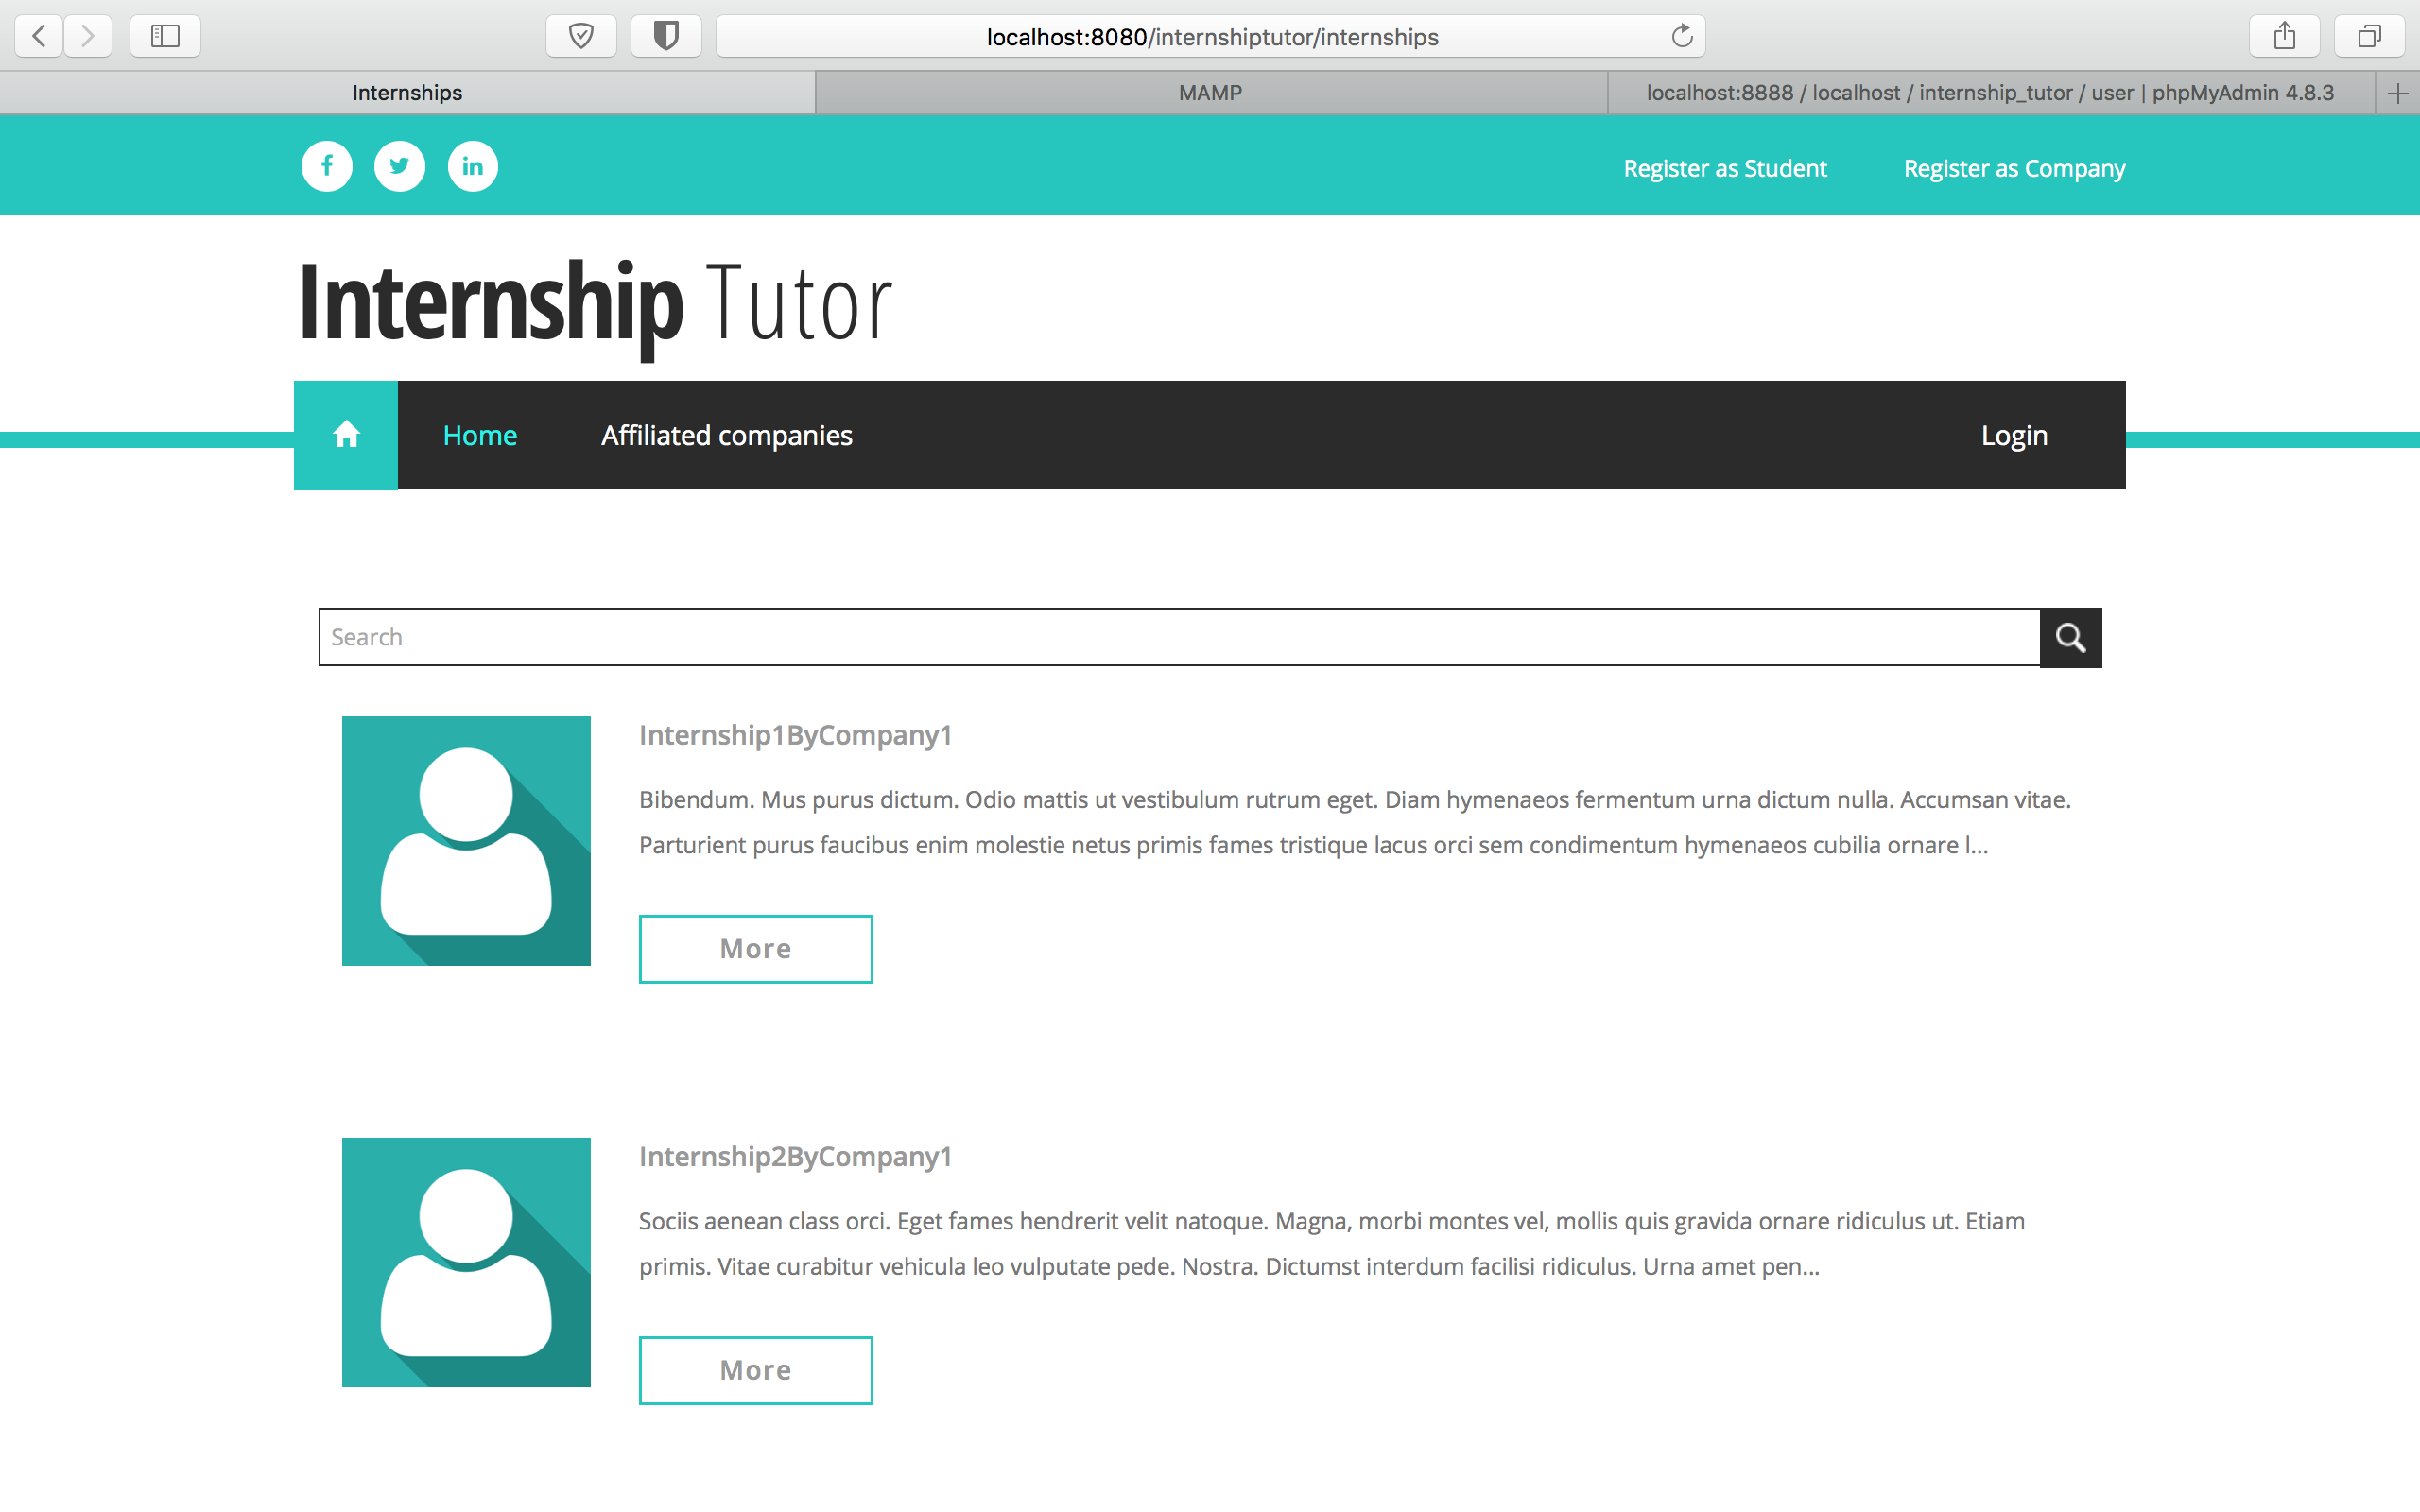 localhost:8080/internshiptutor/internships
Internships
MAMP
localhost:8888 / localhost / internship_tutor / user | phpMyAdmin 4.8.3
Register as Student
Register as Company
Internship Tutor
Home
Affiliated companies
Login
Search
Internship1ByCompany1
Bibendum. Mus purus dictum. Odio mattis ut vestibulum rutrum eget. Diam hymenaeos fermentum urna dictum nulla. Accumsan vitae.
Parturient purus faucibus enim molestie netus primis fames tristique lacus orci sem condimentum hymenaeos cubilia ornare l...
More
Internship2ByCompany1
Sociis aenean class orci. Eget fames hendrerit velit natoque. Magna, morbi montes vel, mollis quis gravida ornare ridiculus ut. Etiam
primis. Vitae curabitur vehicula leo vulputate pede. Nostra. Dictumst interdum facilisi ridiculus. Urna amet pen...
More